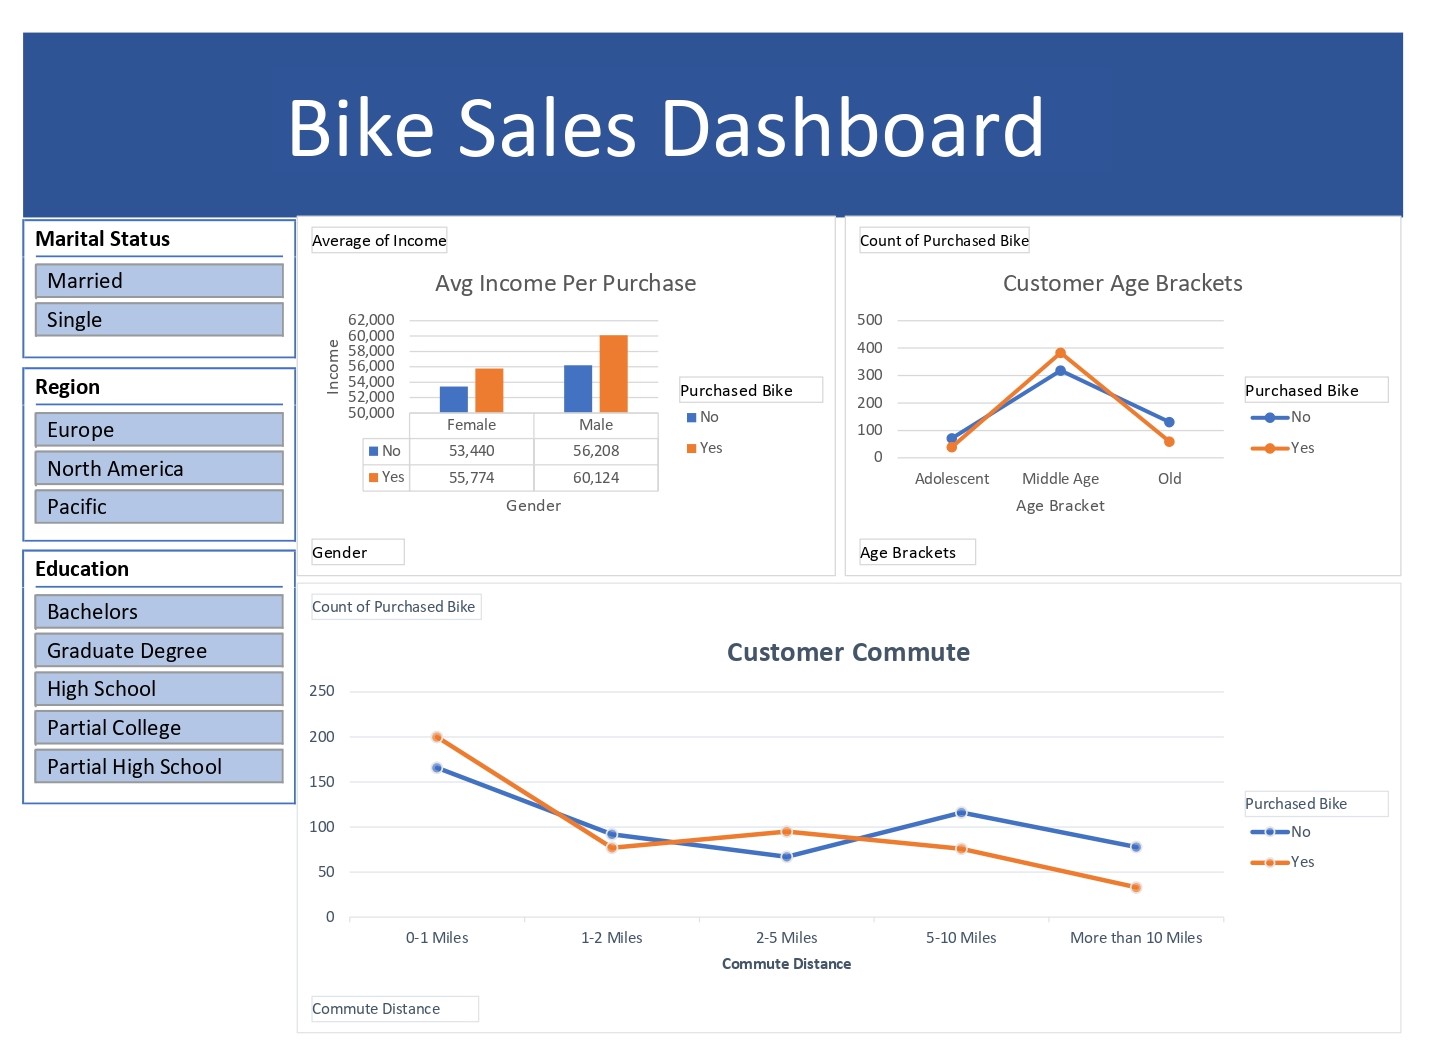 Bike Sales Dashboard
Marital Status
Married
Single
Region
Europe
North America
Pacific
Education
Bachelors
Graduate Degree
High School
Partial College
Partial High School
Average of Income
Avg Income Per Purchase
62,000
60,000
58,000
56,000
54,000
52,000
50,000
Income
Female Male
No 53,440 56,208
Yes 55,774 60,124
Gender
Purchased Bike
No
Yes
Gender
Count of Purchased Bike
Customer Age Brackets
500
400
300
200
100
0
Adolescent Middle Age Old
Age Bracket
Purchased Bike
No
Yes
Age Brackets
Count of Purchased Bike
Customer Commute
250
200
150
100
50
0
0-1 Miles 1-2 Miles 2-5 Miles 5-10 Miles More than 10 Miles
Commute Distance
Purchased Bike
No
Yes
Commute Distance